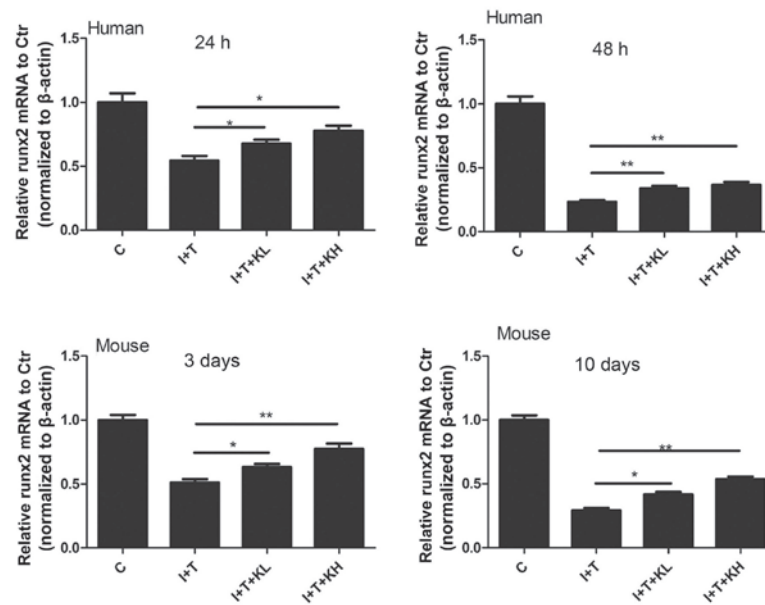 Human
24 h
Relative runx2 mRNA to Ctr
(normalized to β-actin)
1.5
1.0
0.5
0.0
*
*
C
I+T
I+T+KL
I+T+KH
Human
48 h
Relative runx2 mRNA to Ctr
(normalized to β-actin)
1.5
1.0
0.5
0.0
**
**
C
I+T
I+T+KL
I+T+KH
Mouse
3 days
Relative runx2 mRNA to Ctr
(normalized to β-actin)
1.5
1.0
0.5
0.0
**
*
C
I+T
I+T+KL
I+T+KH
Mouse
10 days
Relative runx2 mRNA to Ctr
(normalized to β-actin)
1.5
1.0
0.5
0.0
**
*
C
I+T
I+T+KL
I+T+KH